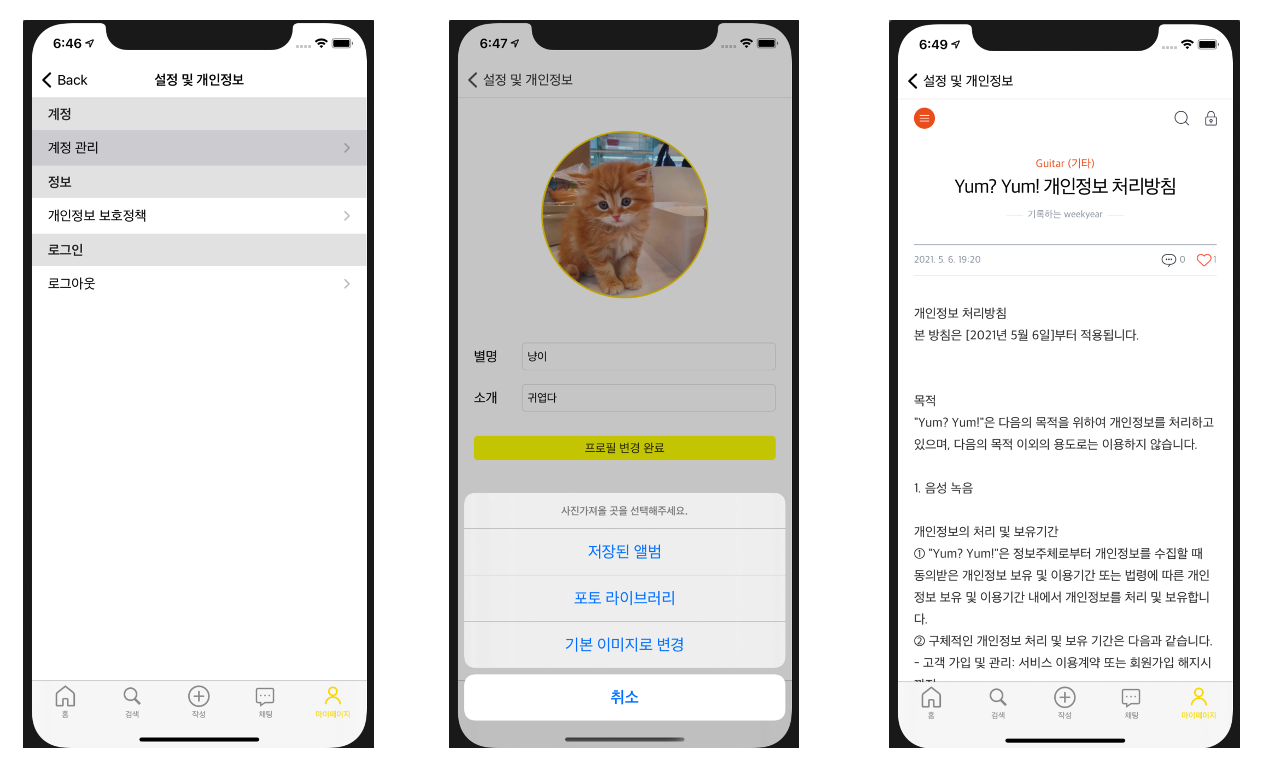 6:46
Back
설정 및 개인정보
계정
계정 관리
정보
개인정보 보호정책
로그인
로그아웃
홈
검색
작성
채팅
마이페이지
6:47
설정 및 개인정보
별명
냥이
소개
귀엽다
프로필 변경 완료
사진가져올 곳을 선택해주세요.
저장된 앨범
포토 라이브러리
기본 이미지로 변경
취소
6:49
설정 및 개인정보
Guitar (기타)
Yum? Yum! 개인정보 처리방침
기록하는 weekyear
2021. 5. 6. 19:20
0
1
개인정보 처리방침
본 방침은 [2021년 5월 6일]부터 적용됩니다.
목적
"Yum? Yum!"은 다음의 목적을 위하여 개인정보를 처리하고
있으며, 다음의 목적 이외의 용도로는 이용하지 않습니다.
1. 음성 녹음
개인정보의 처리 및 보유기간
① "Yum? Yum!"은 정보주체로부터 개인정보를 수집할 때
동의받은 개인정보 보유 및 이용기간 또는 법령에 따른 개인
정보 보유 및 이용기간 내에서 개인정보를 처리 및 보유합니
다.
② 구체적인 개인정보 처리 및 보유 기간은 다음과 같습니다.
- 고객 가입 및 관리: 서비스 이용계약 또는 회원가입 해지시
홈
검색
작성
채팅
마이페이지